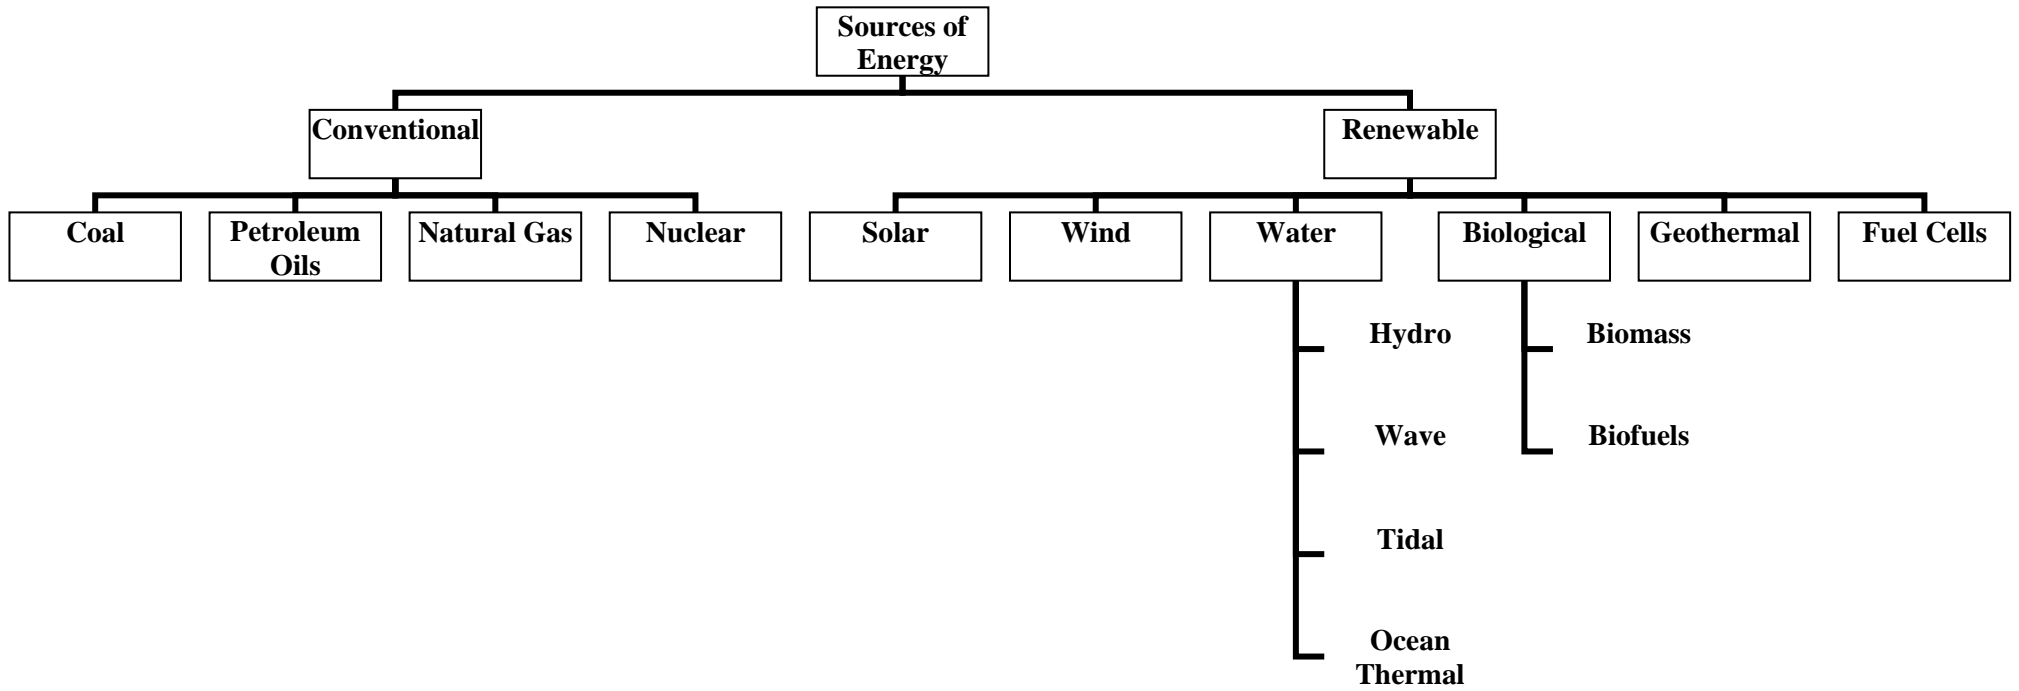 Sources of
Energy
Conventional
Renewable
Coal
Petroleum
Oils
Natural Gas
Nuclear
Solar
Wind
Water
Biological
Geothermal
Fuel Cells
Hydro
Biomass
Wave
Biofuels
Tidal
Ocean
Thermal